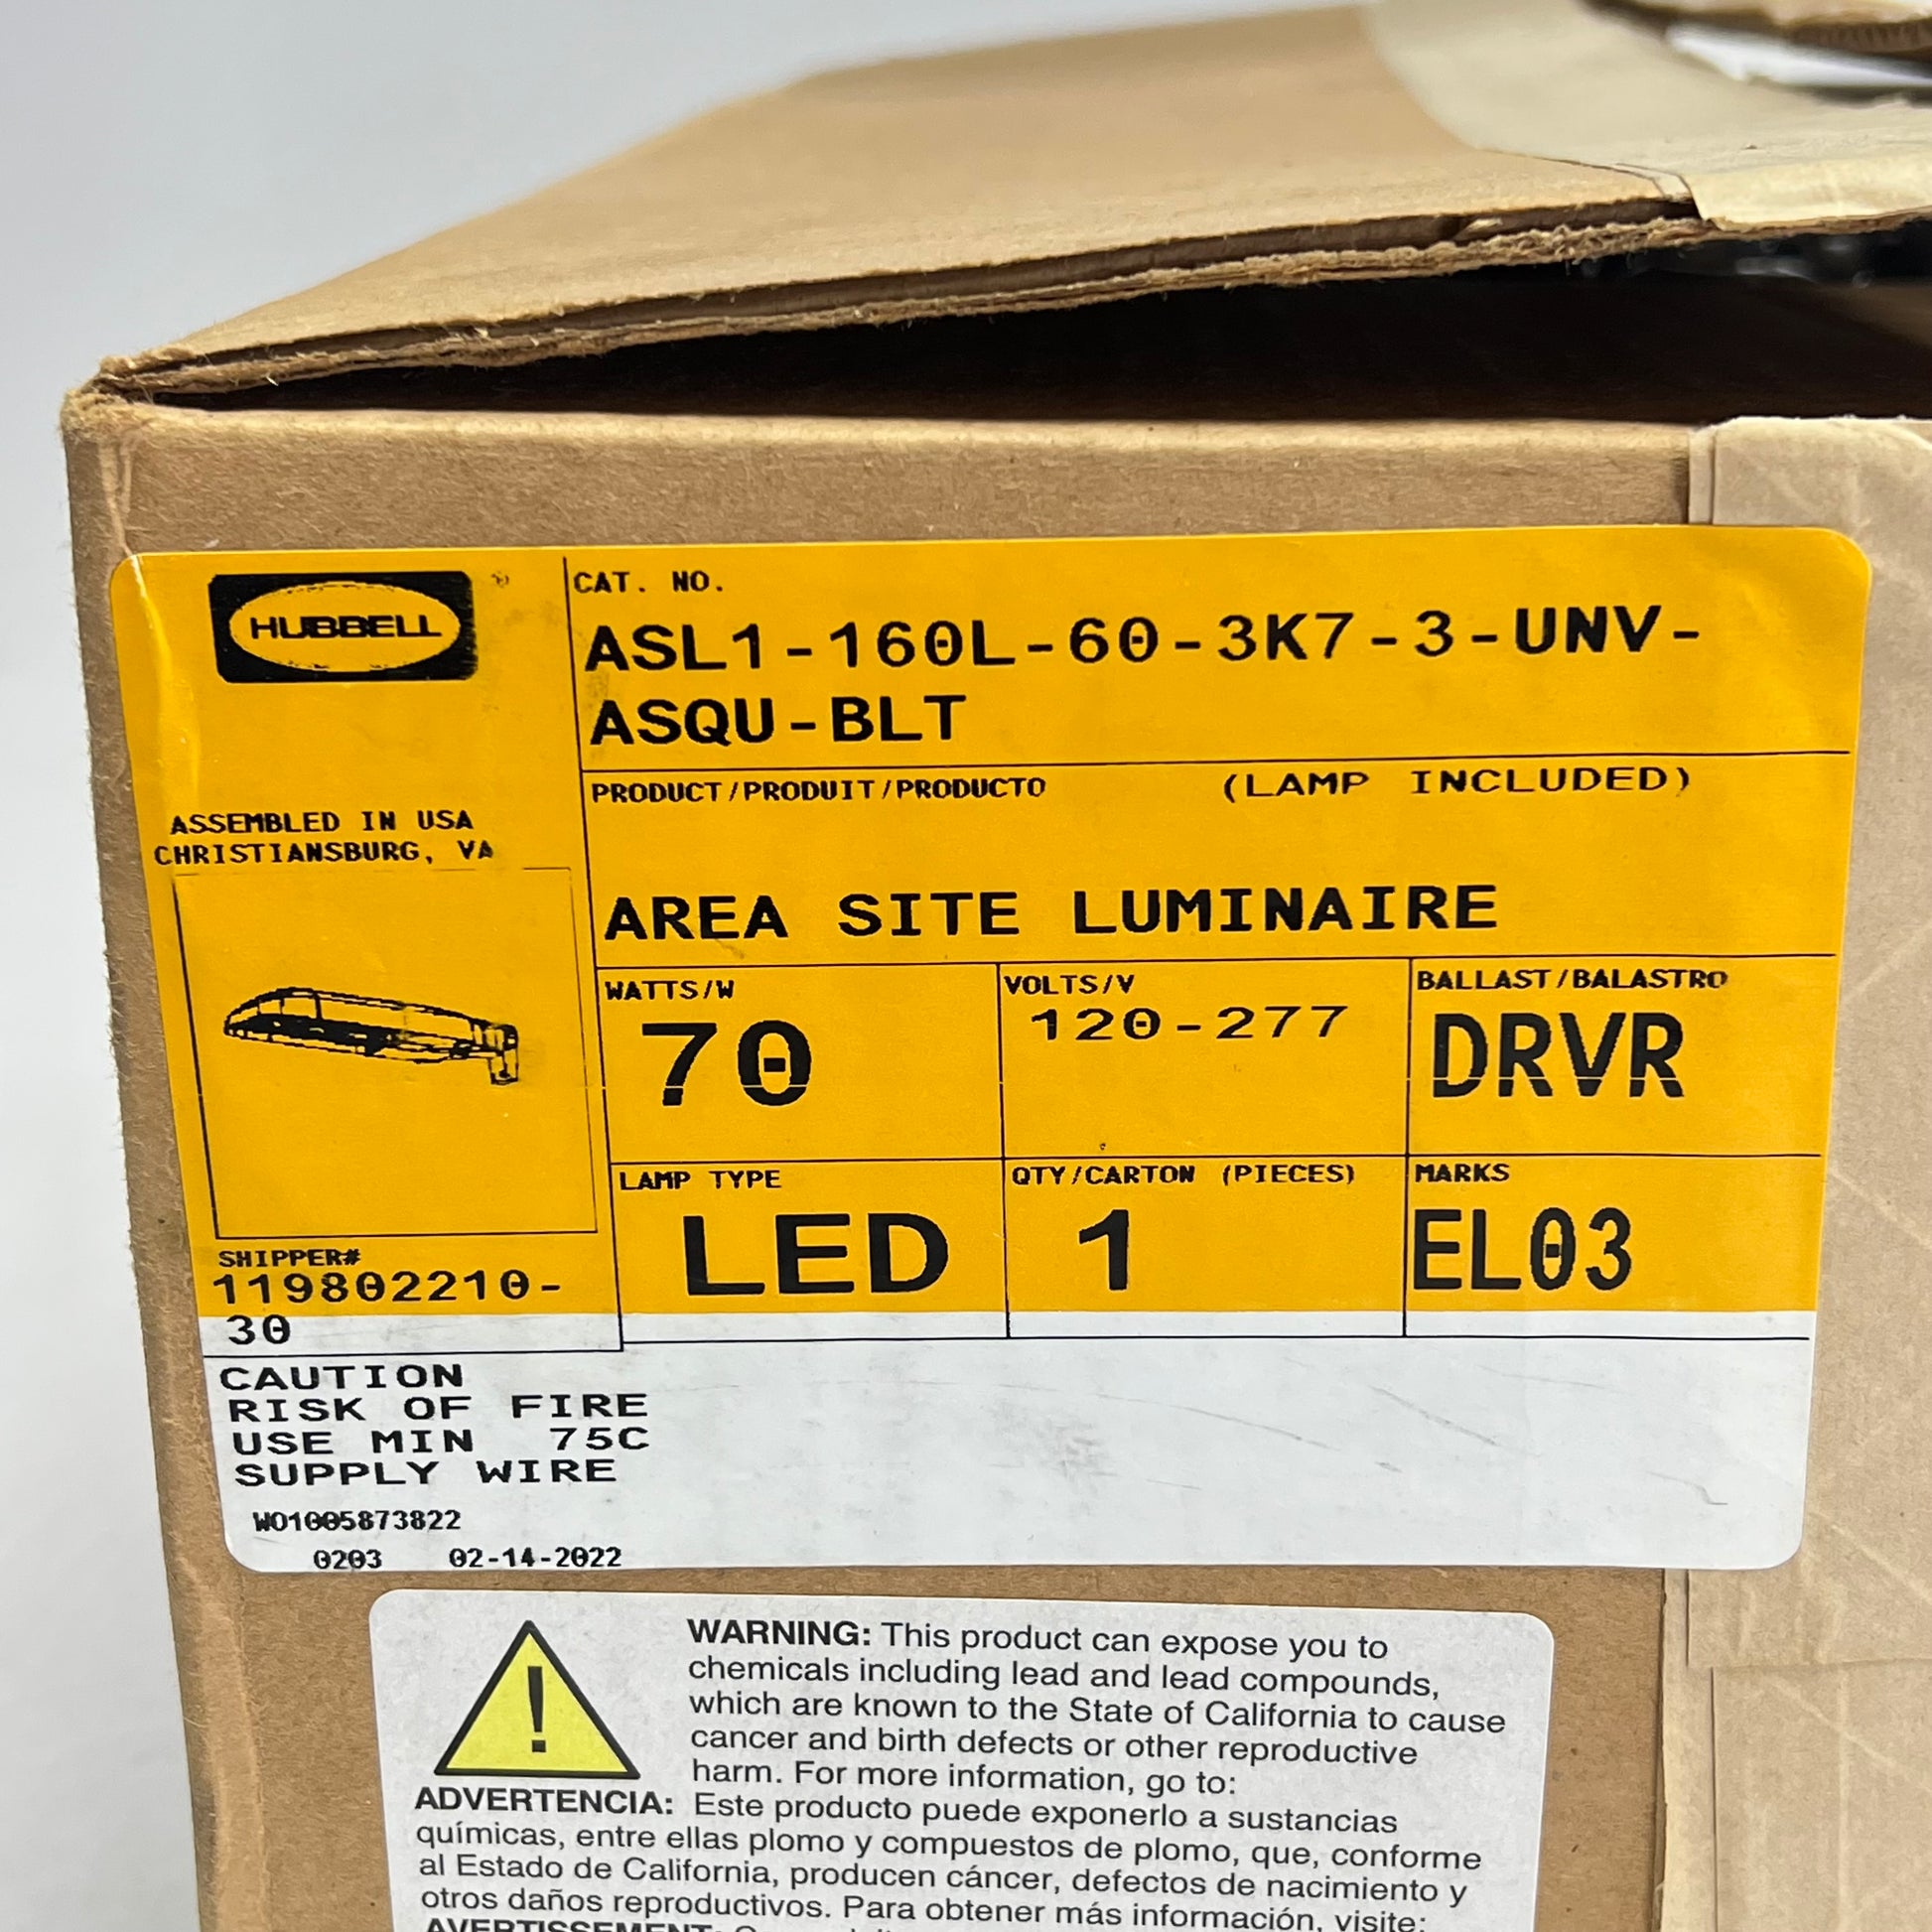 HUBBELL
®
CAT. NO.
ASL1-160L-60-3K7-3-UNV-
ASQU-BLT
PRODUCT/PRODUIT/PRODUCTO (LAMP INCLUDED)
ASSEMBLED IN USA
CHRISTIANSBURG, VA
AREA SITE LUMINAIRE
WATTS/W
70
VOLTS/V
120-277
BALLAST/BALASTRO
DRVR
LAMP TYPE
LED
QTY/CARTON (PIECES)
1
MARKS
EL03
SHIPPER#
119802210-
30
CAUTION
RISK OF FIRE
USE MIN 75C
SUPPLY WIRE
WO1005873822
0203 02-14-2022
WARNING: This product can expose you to
chemicals including lead and lead compounds,
which are known to the State of California to cause
cancer and birth defects or other reproductive
harm. For more information, go to:
ADVERTENCIA: Este producto puede exponerlo a sustancias
químicas, entre ellas plomo y compuestos de plomo, que, conforme
al Estado de California, producen cáncer, defectos de nacimiento y
otros daños reproductivos. Para obtener más información, visite:
AVERTISSEMENT: